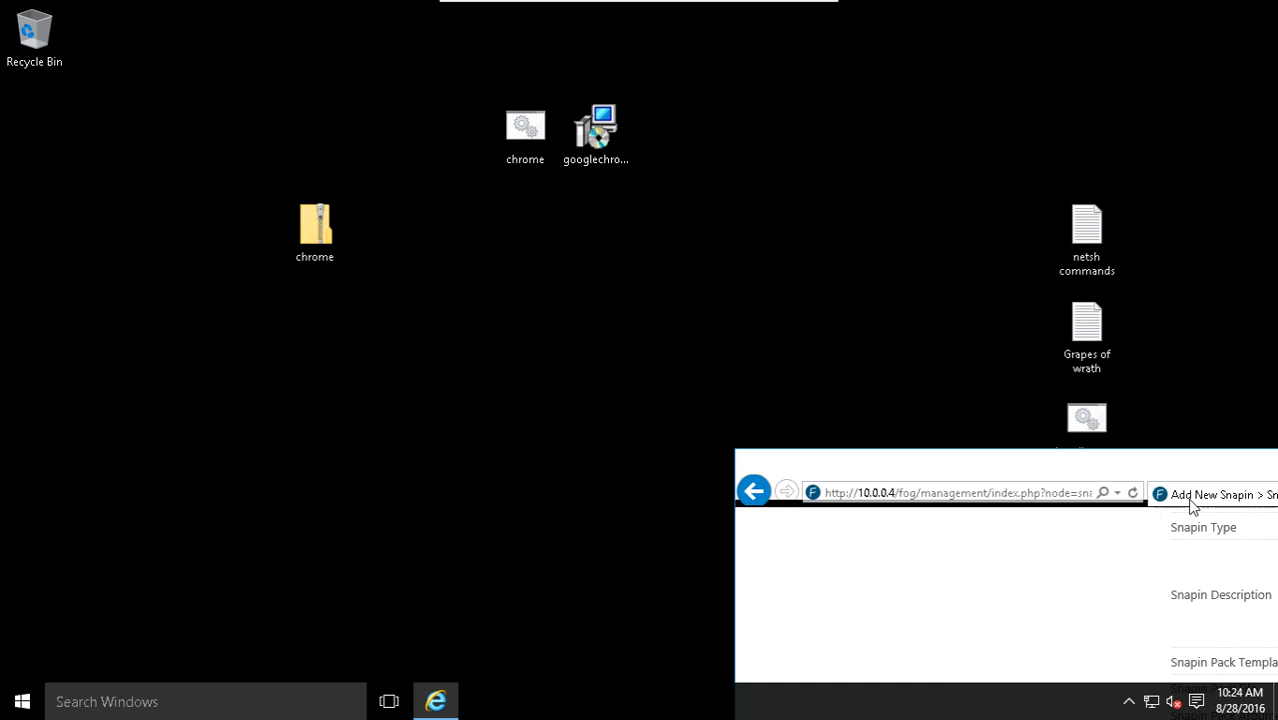 Recycle Bin
chrome
googlechro...
chrome
netsh
commands
Grapes of
wrath
http://10.0.0.4/fog/management/index.php?node=sna
Add New Snapin > Sn
Snapin Type
Snapin Description
Snapin Pack Templa
Search Windows
10:24 AM
8/28/2016